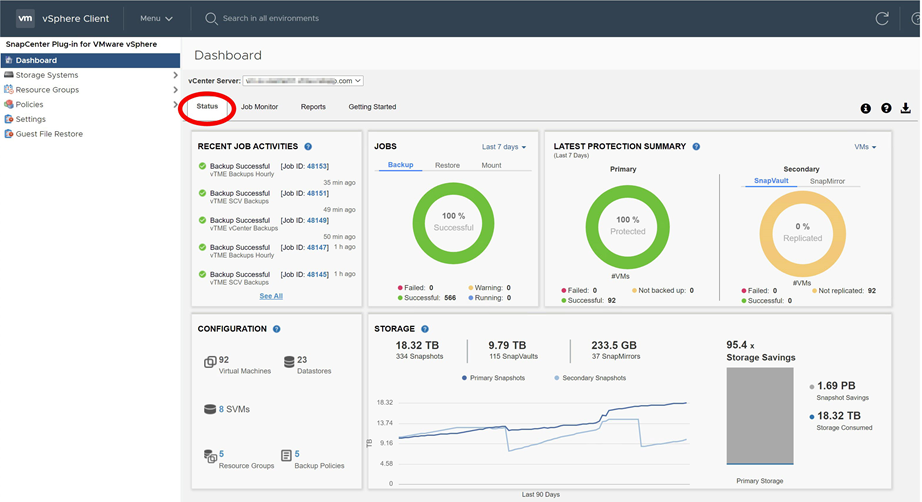 vm vSphere Client Menu Search in all environments
SnapCenter Plug-in for VMware vSphere
Dashboard
Storage Systems
Resource Groups
Policies
Settings
Guest File Restore
Dashboard
vCenter Server: .com
Status Job Monitor Reports Getting Started
RECENT JOB ACTIVITIES
Backup Successful [Job ID: 48153]
vTME Backups Hourly
35 min ago
Backup Successful [Job ID: 48151]
vTME SCV Backups
49 min ago
Backup Successful [Job ID: 48149]
vTME vCenter Backups
50 min ago
Backup Successful [Job ID: 48147] 1 h ago
vTME Backups Hourly
Backup Successful [Job ID: 48145] 1 h ago
vTME SCV Backups
See All
JOBS Last 7 days
Backup Restore Mount
100 %
Successful
Failed: 0 Warning: 0
Successful: 566 Running: 0
LATEST PROTECTION SUMMARY VMs
(Last 7 Days)
Primary
100 %
Protected
#VMs
Failed: 0 Not backed up: 0
Successful: 92
Secondary
SnapVault SnapMirror
0 %
Replicated
#VMs
Failed: 0 Not replicated: 92
Successful: 0
CONFIGURATION
92
Virtual Machines
23
Datastores
8 SVMs
5
Resource Groups
5
Backup Policies
STORAGE
18.32 TB
334 Snapshots
9.79 TB
115 SnapVaults
233.5 GB
37 SnapMirrors
Primary Snapshots Secondary Snapshots
18.32
13.74
9.16
4.58
0
TB
Last 90 Days
95.4 x
Storage Savings
1.69 PB
Snapshot Savings
18.32 TB
Storage Consumed
Primary Storage